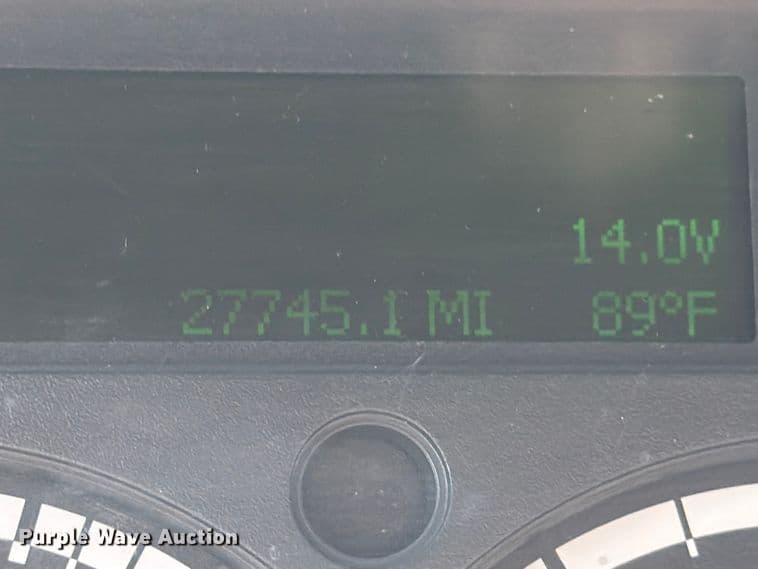 14.0V
27745.1 MI 89°F
Purple Wave Auction